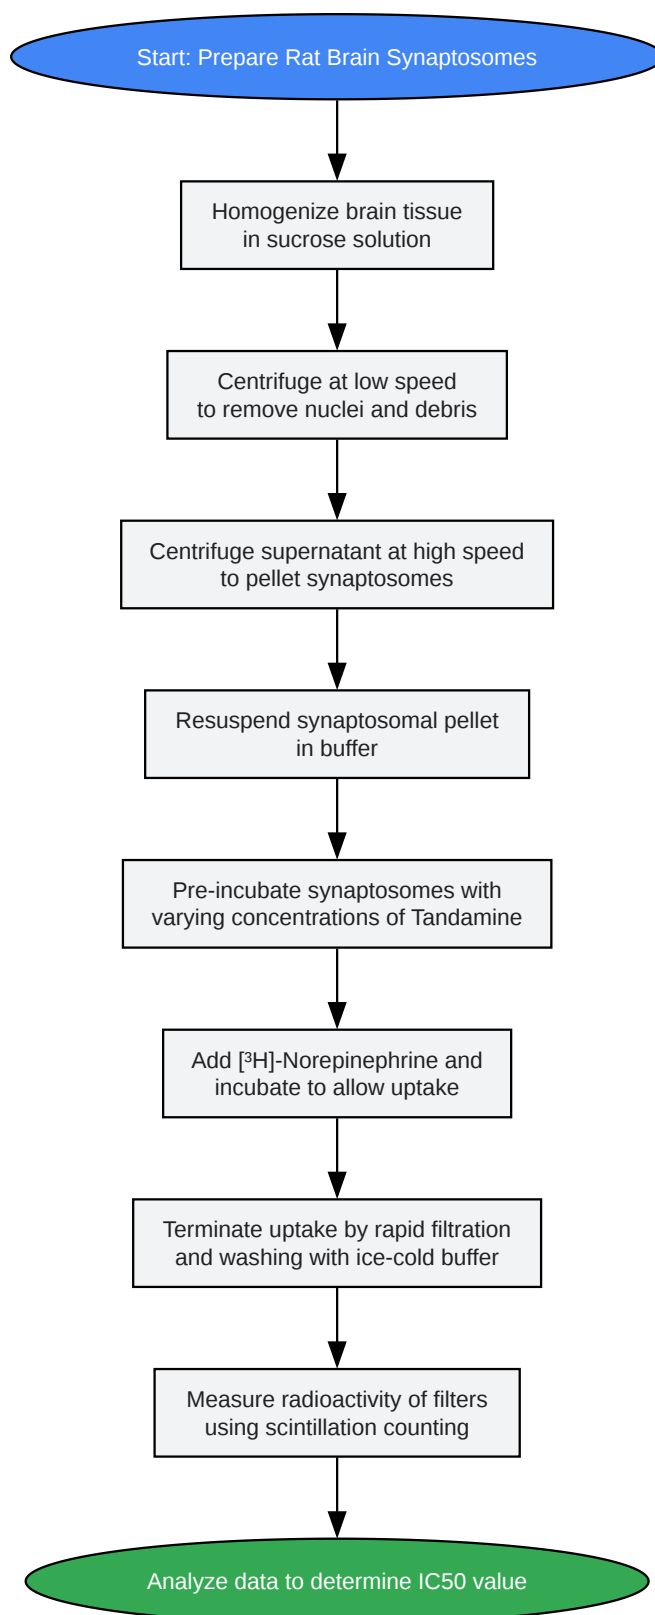 Start: Prepare Rat Brain Synaptosomes
Homogenize brain tissue
in sucrose solution
Centrifuge at low speed
to remove nuclei and debris
Centrifuge supernatant at high speed
to pellet synaptosomes
Resuspend synaptosomal pellet
in buffer
Pre-incubate synaptosomes with
varying concentrations of Tandamine
Add [³H]-Norepinephrine and
incubate to allow uptake
Terminate uptake by rapid filtration
and washing with ice-cold buffer
Measure radioactivity of filters
using scintillation counting
Analyze data to determine IC50 value